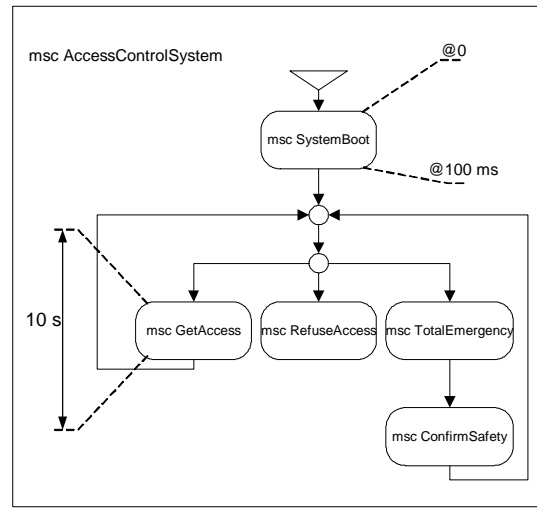 msc AccessControlSystem
@0
msc SystemBoot
@100 ms
10 s
msc GetAccess
msc RefuseAccess
msc TotalEmergency
msc ConfirmSafety